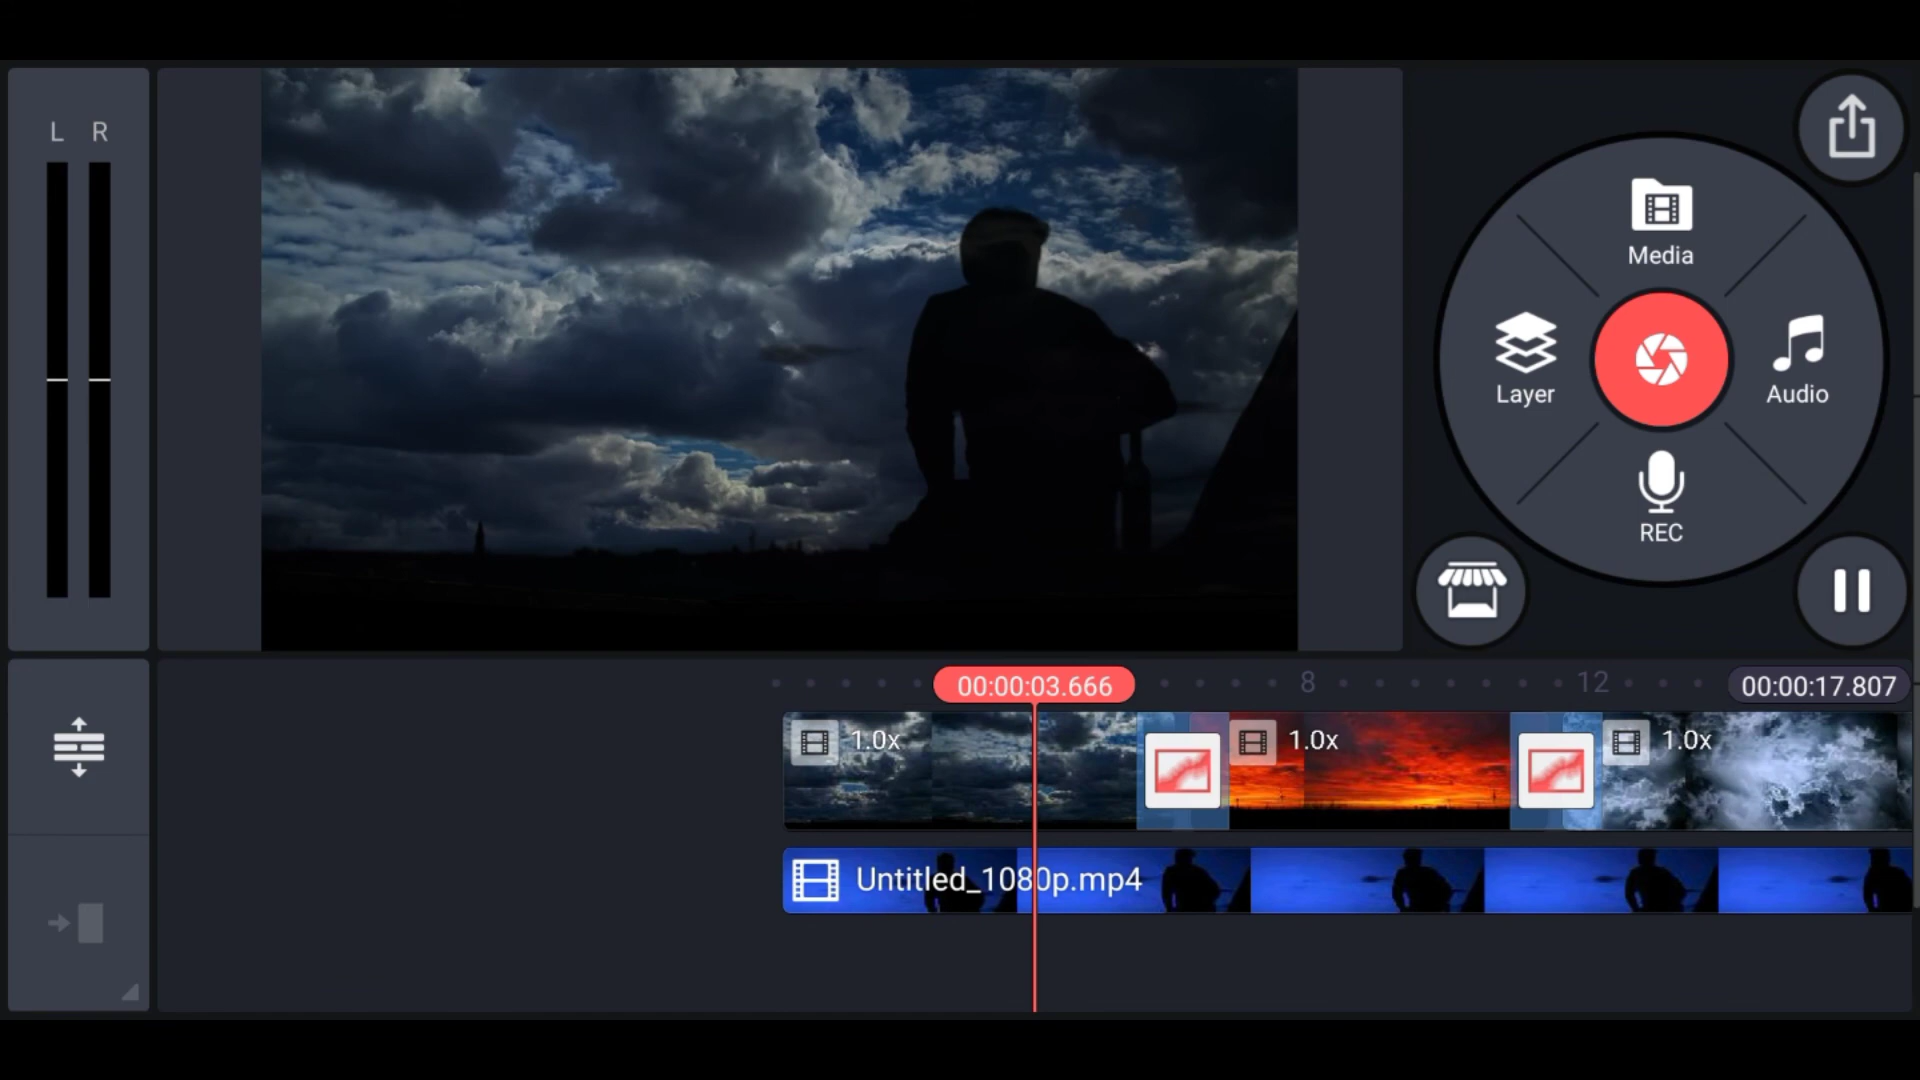 L R
Media
Layer
Audio
REC
00:00:03.666
8
12
00:00:17.807
1.0x
1.0x
1.0x
Untitled_1080p.mp4